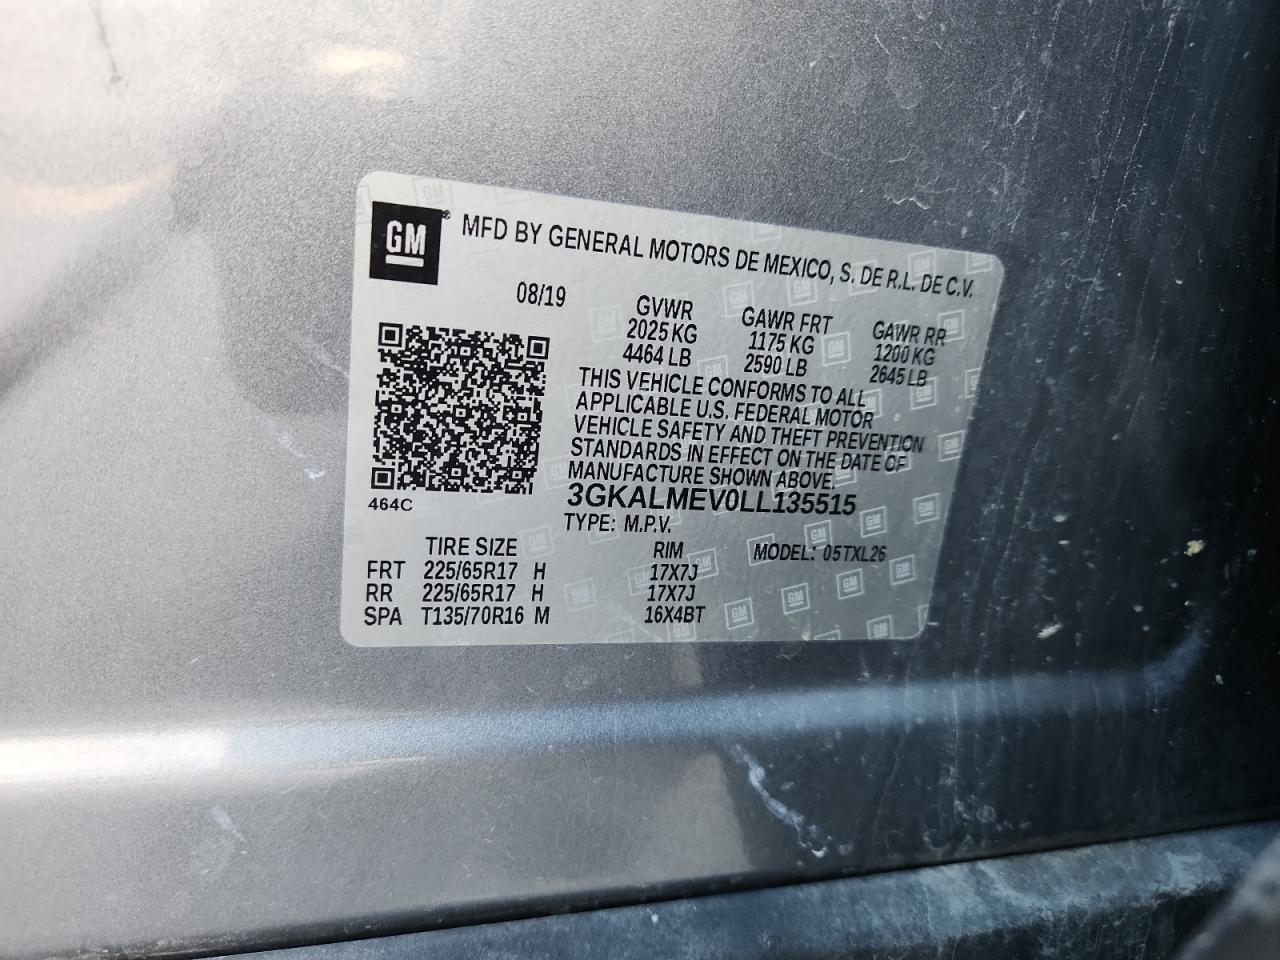 GM
MFD BY GENERAL MOTORS DE MEXICO, S. DE R.L. DE C.V.
08/19
GVWR GAWR FRT GAWR RR
2025 KG 1175 KG 1200 KG
4464 LB 2590 LB 2645 LB
THIS VEHICLE CONFORMS TO ALL
APPLICABLE U.S. FEDERAL MOTOR
VEHICLE SAFETY AND THEFT PREVENTION
STANDARDS IN EFFECT ON THE DATE OF
MANUFACTURE SHOWN ABOVE.
3GKALMEV0LL135515
464C
TYPE: M.P.V.
TIRE SIZE RIM MODEL: 05TXL26
FRT 225/65R17 H 17X7J
RR 225/65R17 H 17X7J
SPA T135/70R16 M 16X4BT